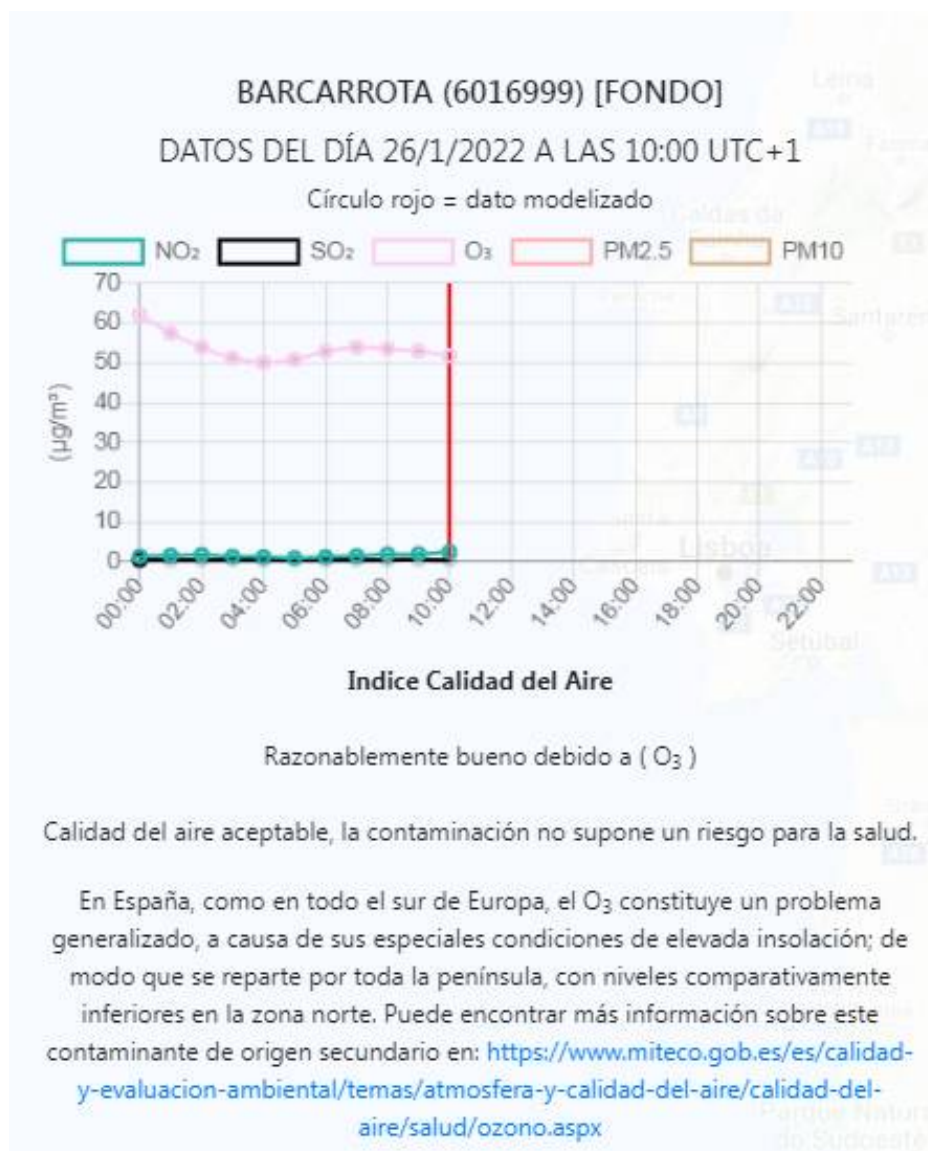 BARCARROTA (6016999) [FONDO]
DATOS DEL DÍA 26/1/2022 A LAS 10:00 UTC+1
Círculo rojo = dato modelizado
NO₂ SO₂ O₃ PM2.5 PM10
70
60
50
40
30
20
10
0
(µg/m³)
00:00 02:00 04:00 06:00 08:00 10:00 12:00 14:00 16:00 18:00 20:00 22:00
Lisboa
Setúbal
Indice Calidad del Aire
Razonablemente bueno debido a ( O₃ )
Calidad del aire aceptable, la contaminación no supone un riesgo para la salud.
En España, como en todo el sur de Europa, el O₃ constituye un problema
generalizado, a causa de sus especiales condiciones de elevada insolación; de
modo que se reparte por toda la península, con niveles comparativamente
inferiores en la zona norte. Puede encontrar más información sobre este
contaminante de origen secundario en: https://www.miteco.gob.es/es/calidad-
y-evaluacion-ambiental/temas/atmosfera-y-calidad-del-aire/calidad-del-
aire/salud/ozono.aspx